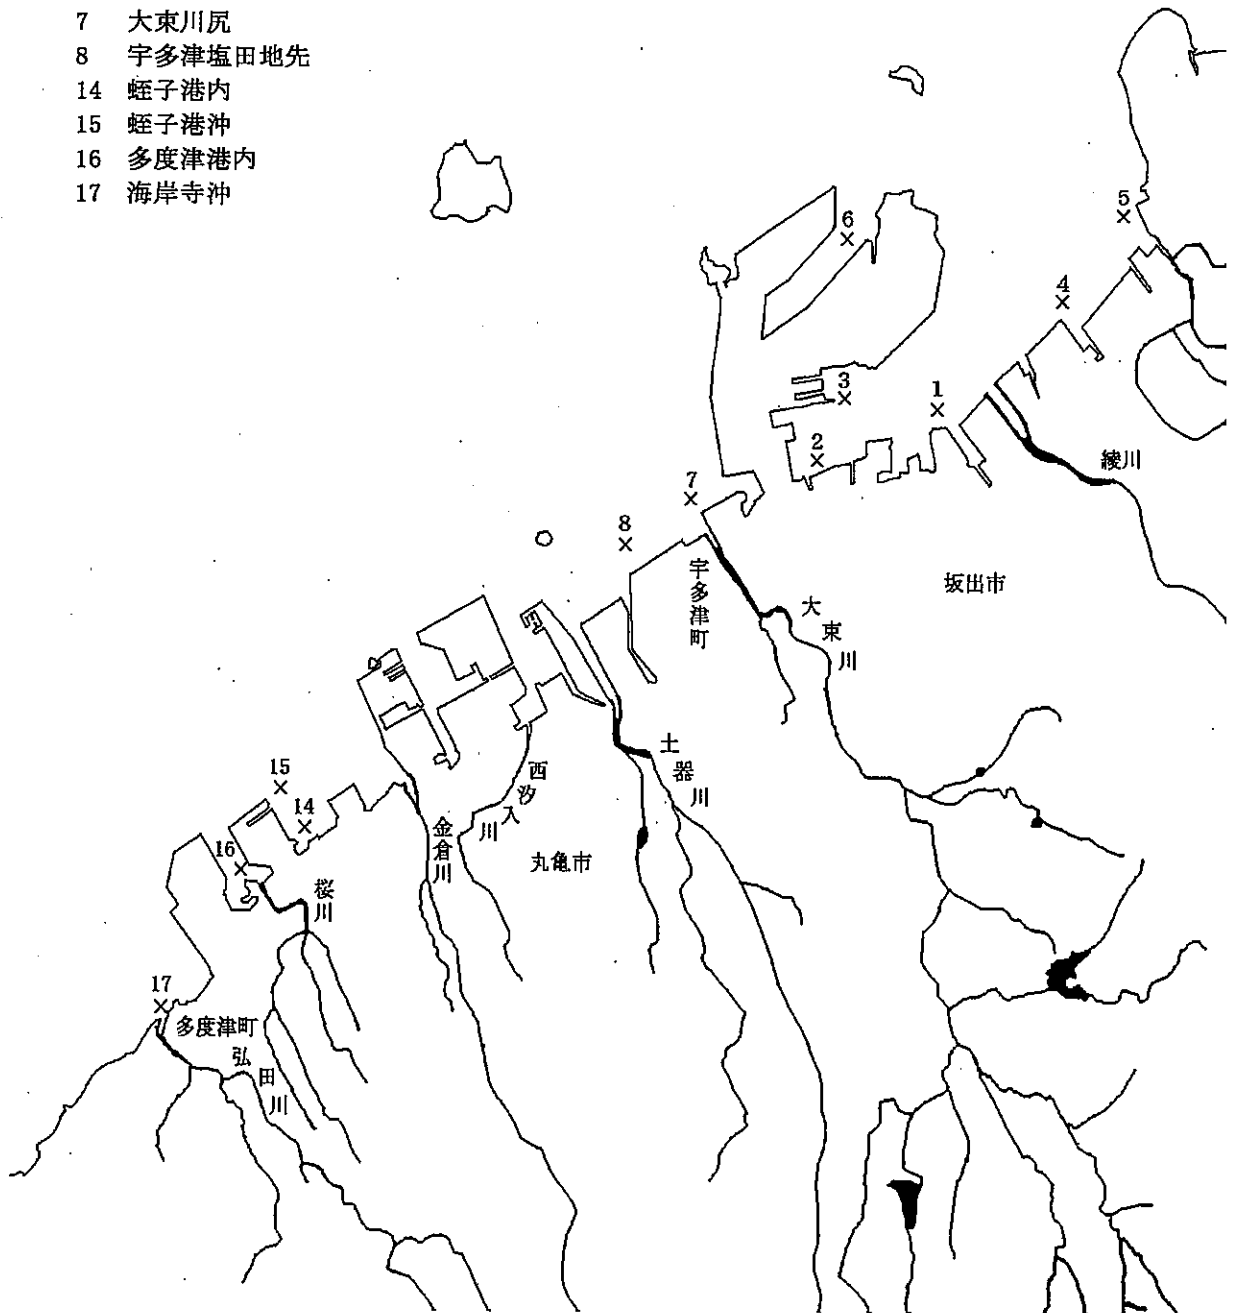 7 大束川尻
8 宇多津塩田地先
14 蛭子港内
15 蛭子港沖
16 多度津港内
17 海岸寺沖
5
6
4
3
1
2
綾川
7
8
宇多津町
坂出市
大束川
土器川
西汐入川
15
14
金倉川
丸亀市
16
桜川
17
多度津町
弘田川